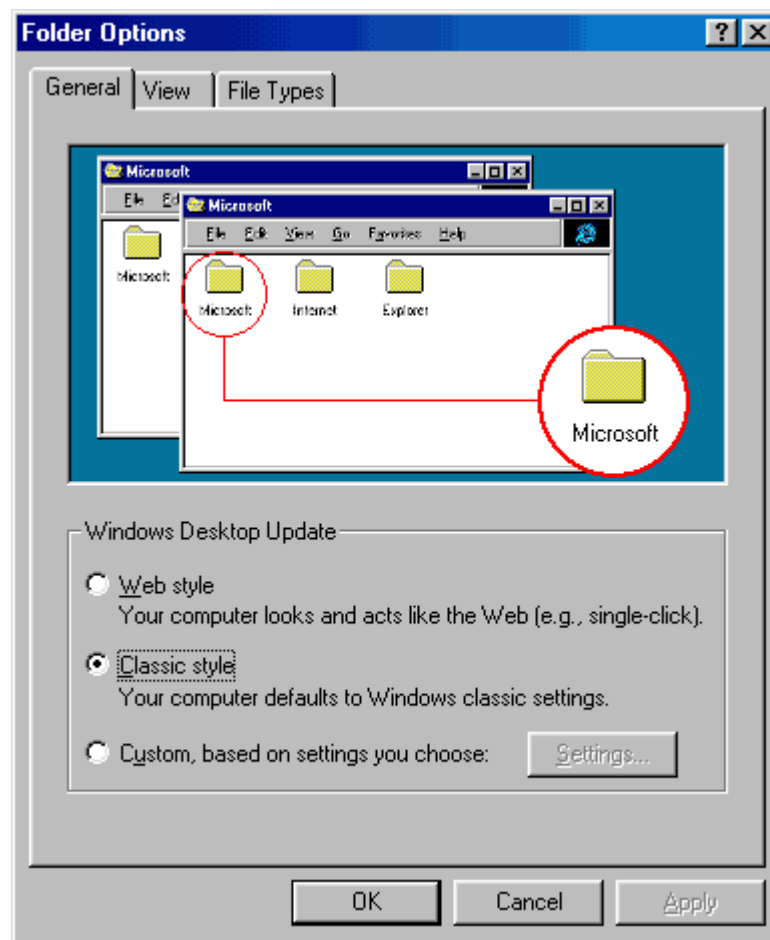 Folder Options
General View File Types
Microsoft
File Ed
Microsoft
Microsoft
File Edit View Go Favorites Help
Microsoft Internet Explorer
Microsoft
Windows Desktop Update
Web style
Your computer looks and acts like the Web (e.g., single-click).
Classic style
Your computer defaults to Windows classic settings.
Custom, based on settings you choose: Settings...
OK Cancel Apply